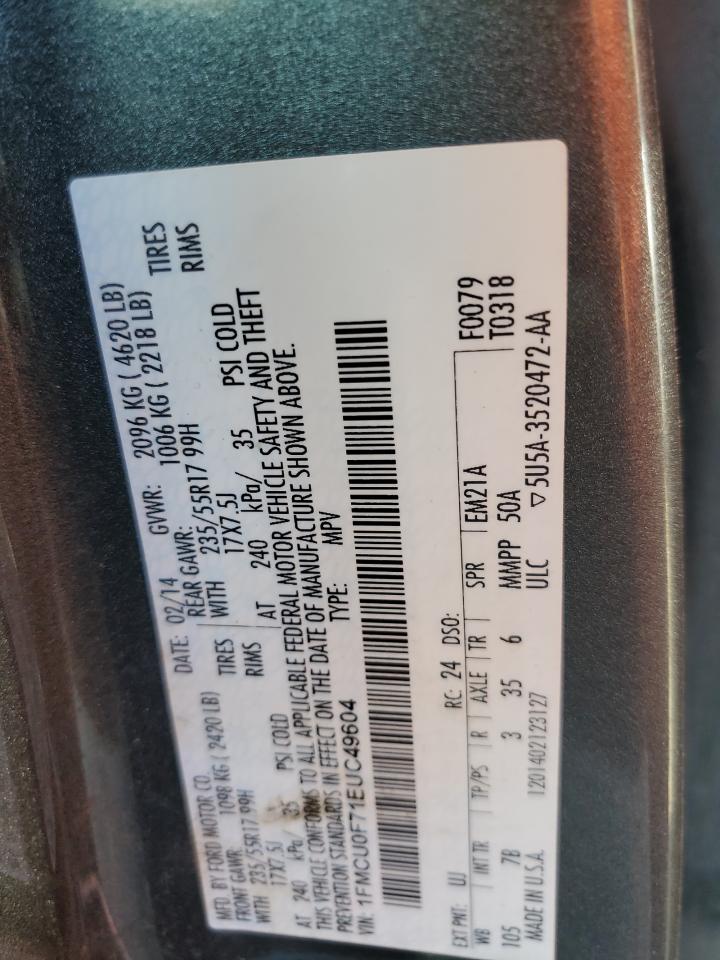 MFD. BY FORD MOTOR CO. DATE: 02/14 GVWR: 2096 KG ( 4620 LB)
FRONT GAWR: 1098 KG ( 2420 LB) REAR GAWR: 1006 KG ( 2218 LB)
WITH 235/55R17 99H TIRES WITH 235/55R17 99H TIRES
17X7.5J RIMS 17X7.5J RIMS
AT 240 kPa/ 35 PSI COLD AT 240 kPa/ 35 PSI COLD
THIS VEHICLE CONFORMS TO ALL APPLICABLE FEDERAL MOTOR VEHICLE SAFETY AND THEFT
PREVENTION STANDARDS IN EFFECT ON THE DATE OF MANUFACTURE SHOWN ABOVE.
VIN: 1FMCU0F71EUC49604 TYPE: MPV
EXT PNT: UJ RC: 24 DSO: F0079
WB INT TR TP/PS R AXLE TR SPR EM21A T0318
105 7B 3 35 6 MMPP 50A
MADE IN U.S.A. 1201402123127 ULC ▽5U5A-3520472-AA